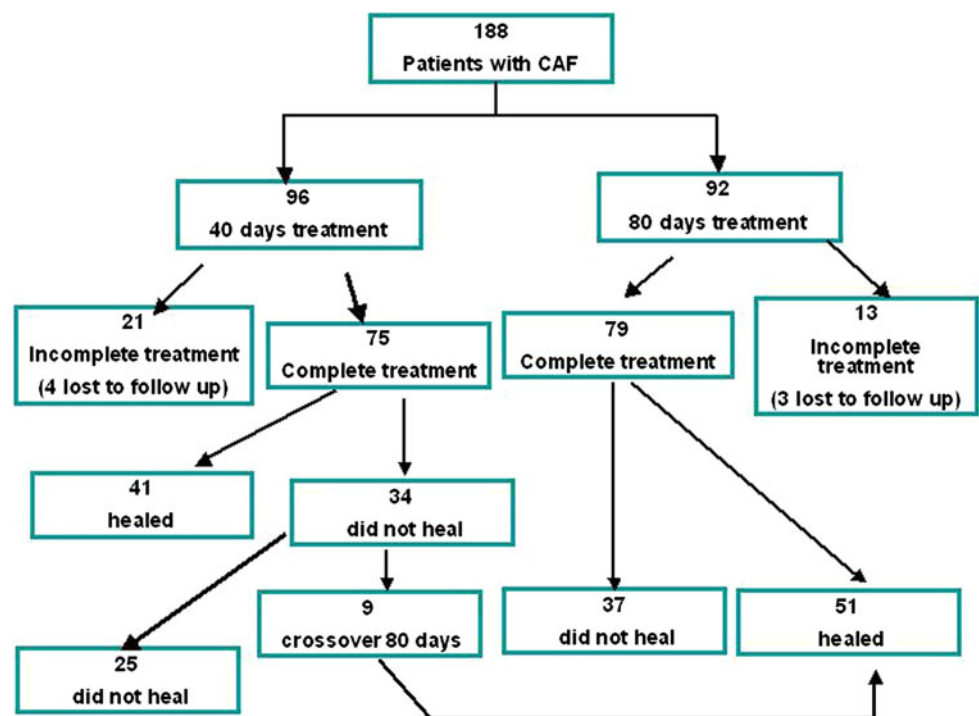 188
Patients with CAF
96
40 days treatment
92
80 days treatment
21
Incomplete treatment
(4 lost to follow up)
75
Complete treatment
79
Complete treatment
13
Incomplete
treatment
(3 lost to follow up)
41
healed
34
did not heal
25
did not heal
9
crossover 80 days
37
did not heal
51
healed